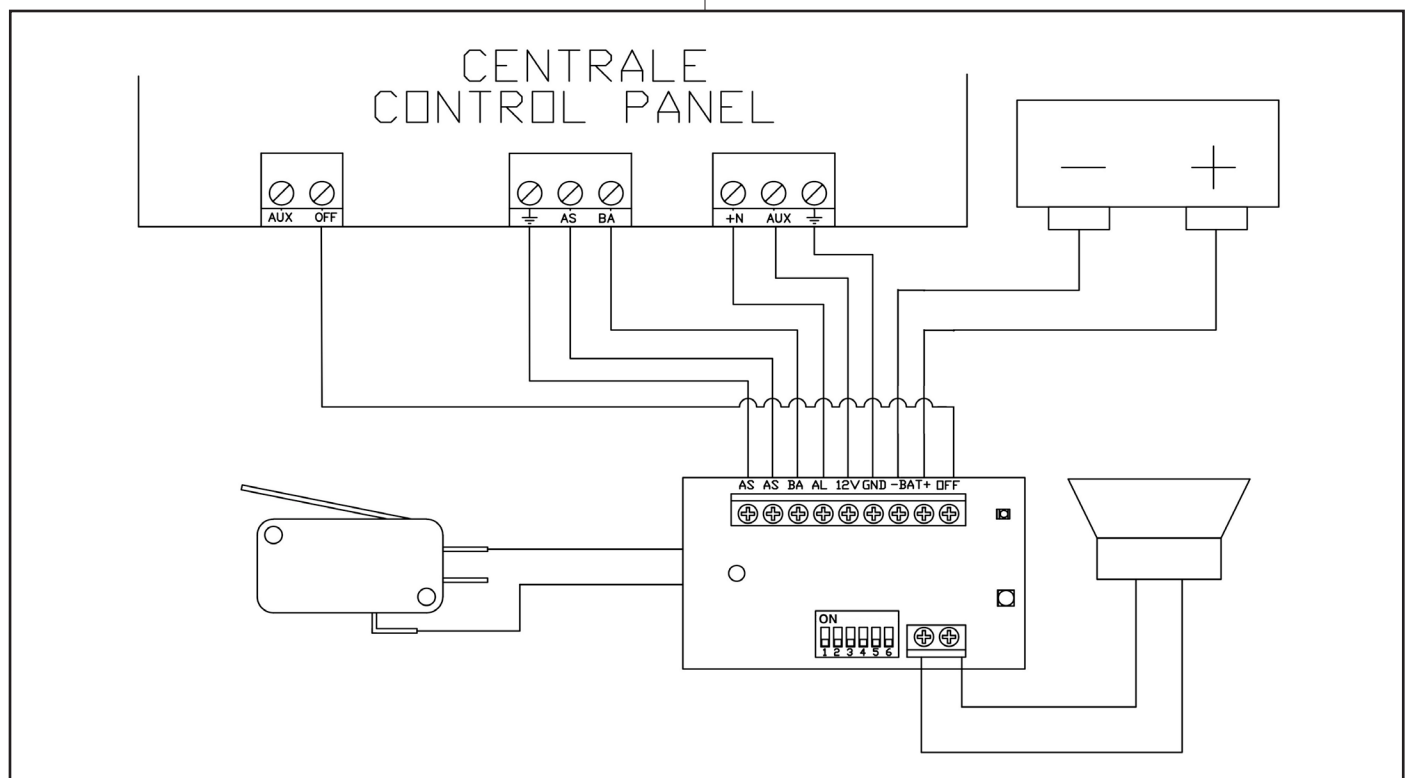 CENTRALE
CONTROL PANEL
AUX OFF
AS BA
+N AUX
AS AS BA AL 12V GND -BAT+ OFF
ON
1 2 3 4 5 6